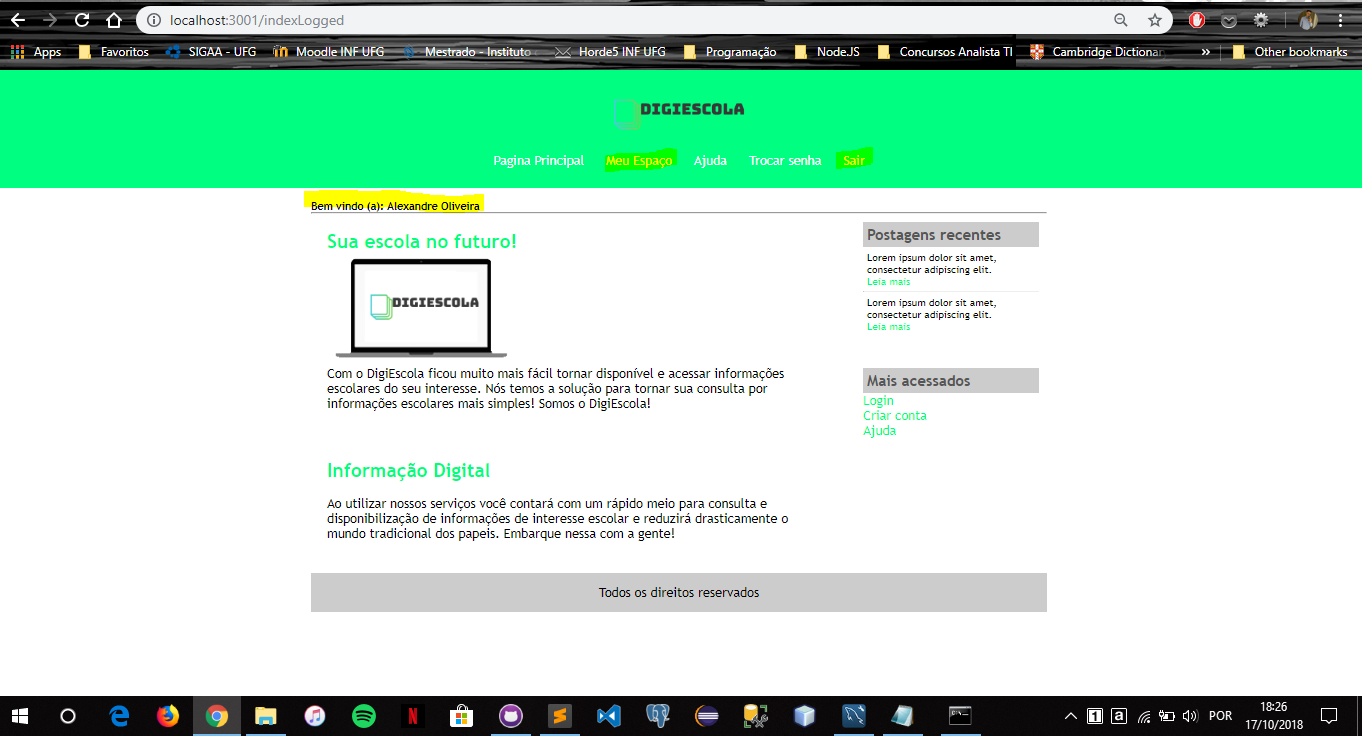 localhost:3001/indexLogged
Apps Favoritos SIGAA - UFG Moodle INF UFG Mestrado - Instituto Horde5 INF UFG Programação NodeJS Concursos Analista TI Cambridge Dictionar » Other bookmarks
DIGIESCOLA
Pagina Principal Meu Espaço Ajuda Trocar senha Sair
Bem vindo (a): Alexandre Oliveira
Sua escola no futuro!
DIGIESCOLA
Com o DigiEscola ficou muito mais fácil tornar disponível e acessar informações
escolares do seu interesse. Nós temos a solução para tornar sua consulta por
informações escolares mais simples! Somos o DigiEscola!
Informação Digital
Ao utilizar nossos serviços você contará com um rápido meio para consulta e
disponibilização de informações de interesse escolar e reduzirá drasticamente o
mundo tradicional dos papeis. Embarque nessa com a gente!
Postagens recentes
Lorem ipsum dolor sit amet,
consectetur adipiscing elit.
Leia mais
Lorem ipsum dolor sit amet,
consectetur adipiscing elit.
Leia mais
Mais acessados
Login
Criar conta
Ajuda
Todos os direitos reservados
POR
18:26
17/10/2018